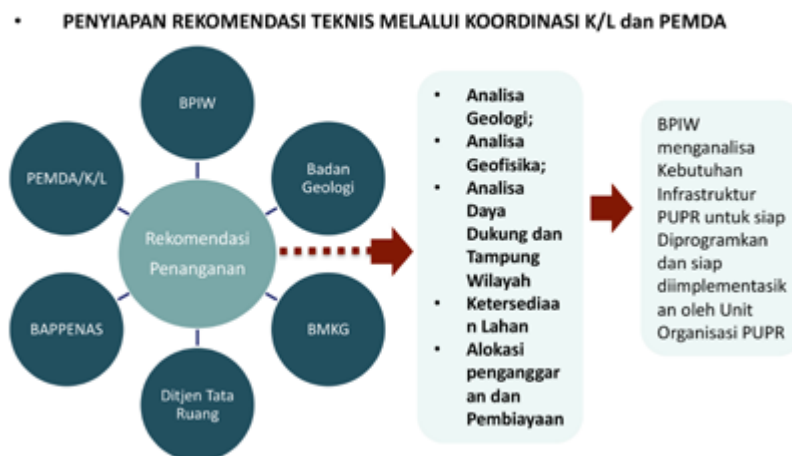 • PENYIAPAN REKOMENDASI TEKNIS MELALUI KOORDINASI K/L dan PEMDA
BPIW
Badan
Geologi
BMKG
Ditjen Tata
Ruang
BAPPENAS
PEMDA/K/L
Rekomendasi
Penanganan
• Analisa
Geologi;
• Analisa
Geofisika;
• Analisa
Daya
Dukung dan
Tampung
Wilayah
• Ketersediaa
n Lahan
• Alokasi
penganggar
an dan
Pembiayaan
BPIW
menganalisa
Kebutuhan
Infrastruktur
PUPR untuk siap
Diprogramkan
dan siap
diimplementasik
an oleh Unit
Organisasi PUPR